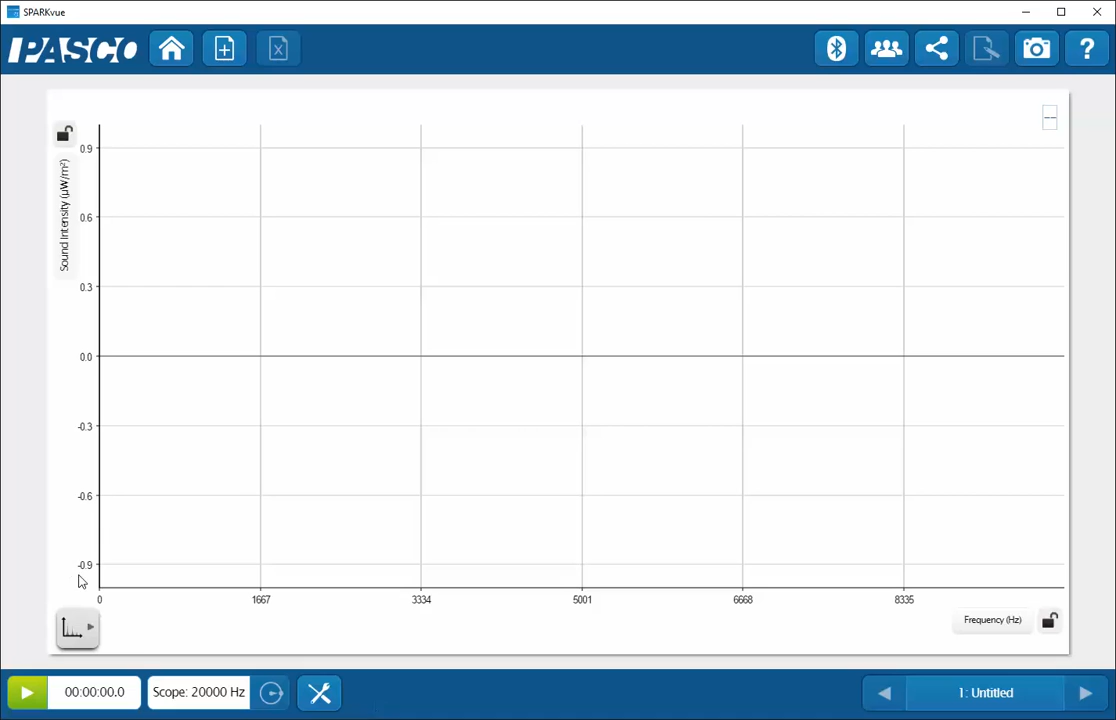 SPARKvue
PASCO
--
Sound Intensity (µW/m²)
0.9
0.6
0.3
0.0
-0.3
-0.6
-0.9
0 1667 3334 5001 6668 8335
Frequency (Hz)
00:00:00.0 Scope: 20000 Hz 1: Untitled